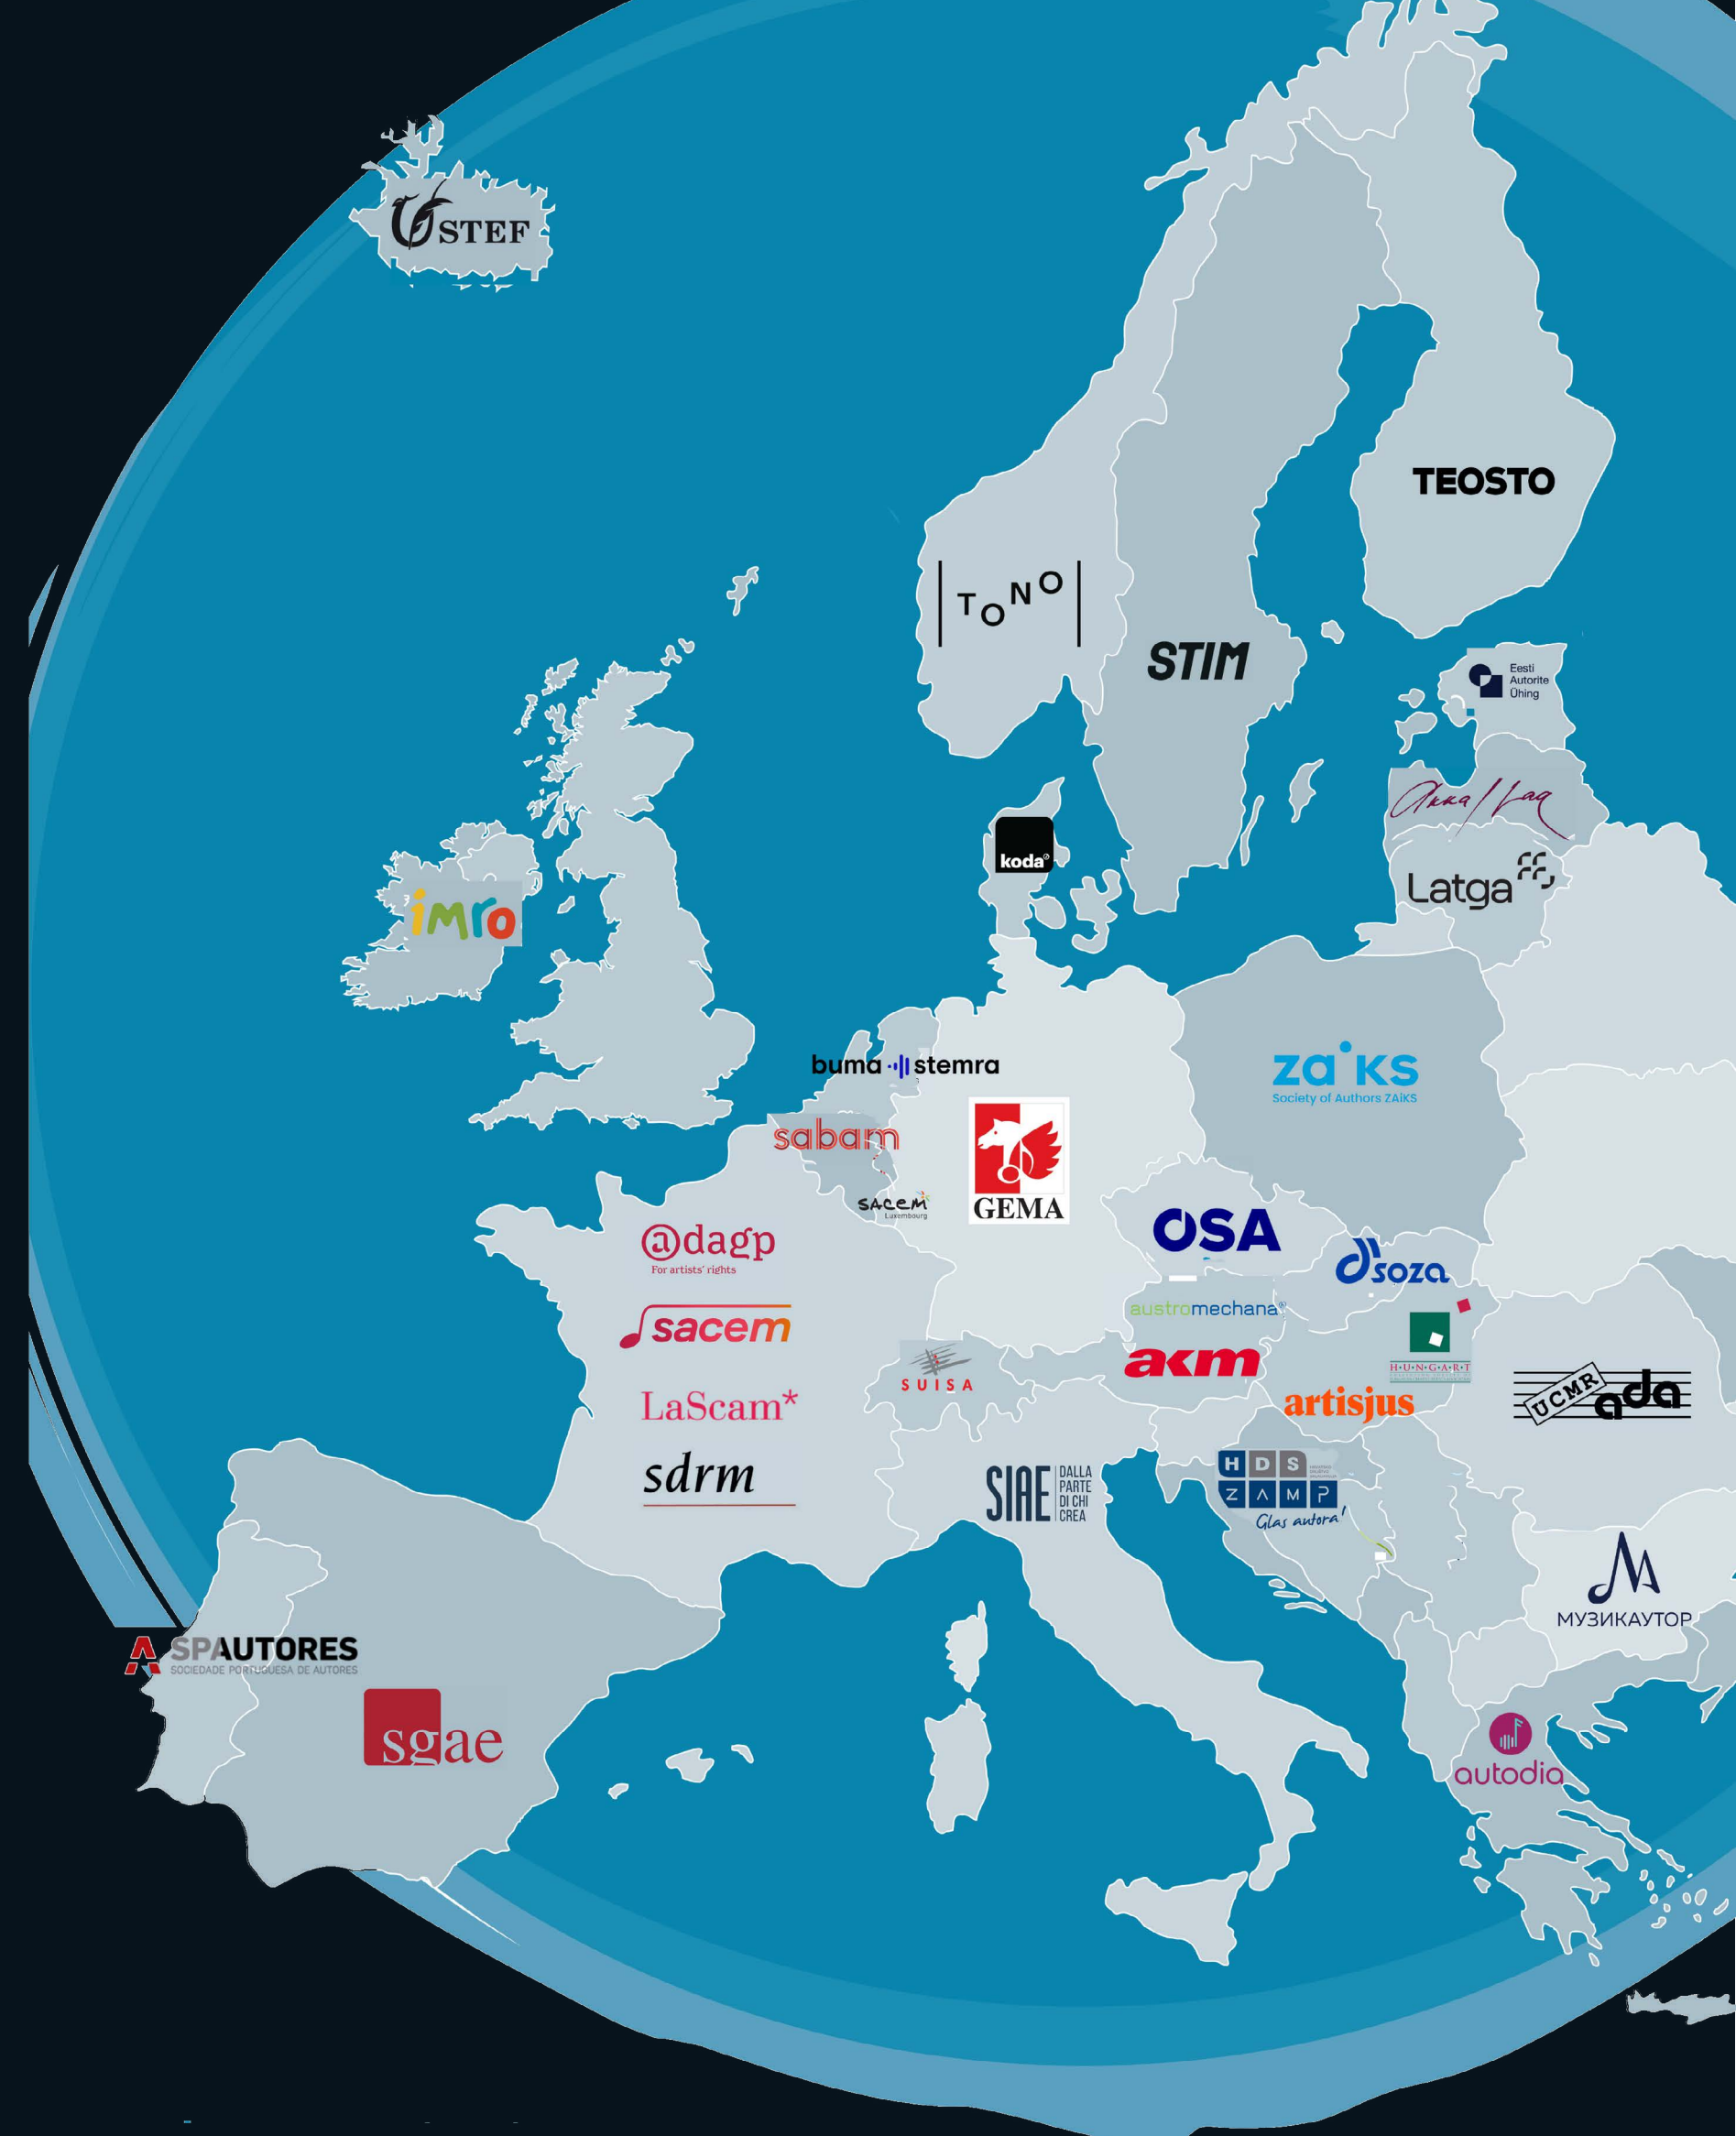 STEF
TEOSTO
TONO
STIM
Eesti
Autorite
Ühing
koda
Latga
imro
buma stemra
zaiks
Society of Authors ZAiKS
sabam
GEMA
sacem
Luxembourg
OSA
@dagp
For artists' rights
soza
austromechana®
sacem
H·U·N·G·A·R·T
akm
SUISA
UCMR
ada
LaScam*
artisjus
sdrm
SIAE
DALLA
PARTE
DI CHI
CREA
HDS
ZAMP
Glas autora!
МУЗИКАУТОР
SPAUTORES
SOCIEDADE PORTUGUESA DE AUTORES
sgae
autodia